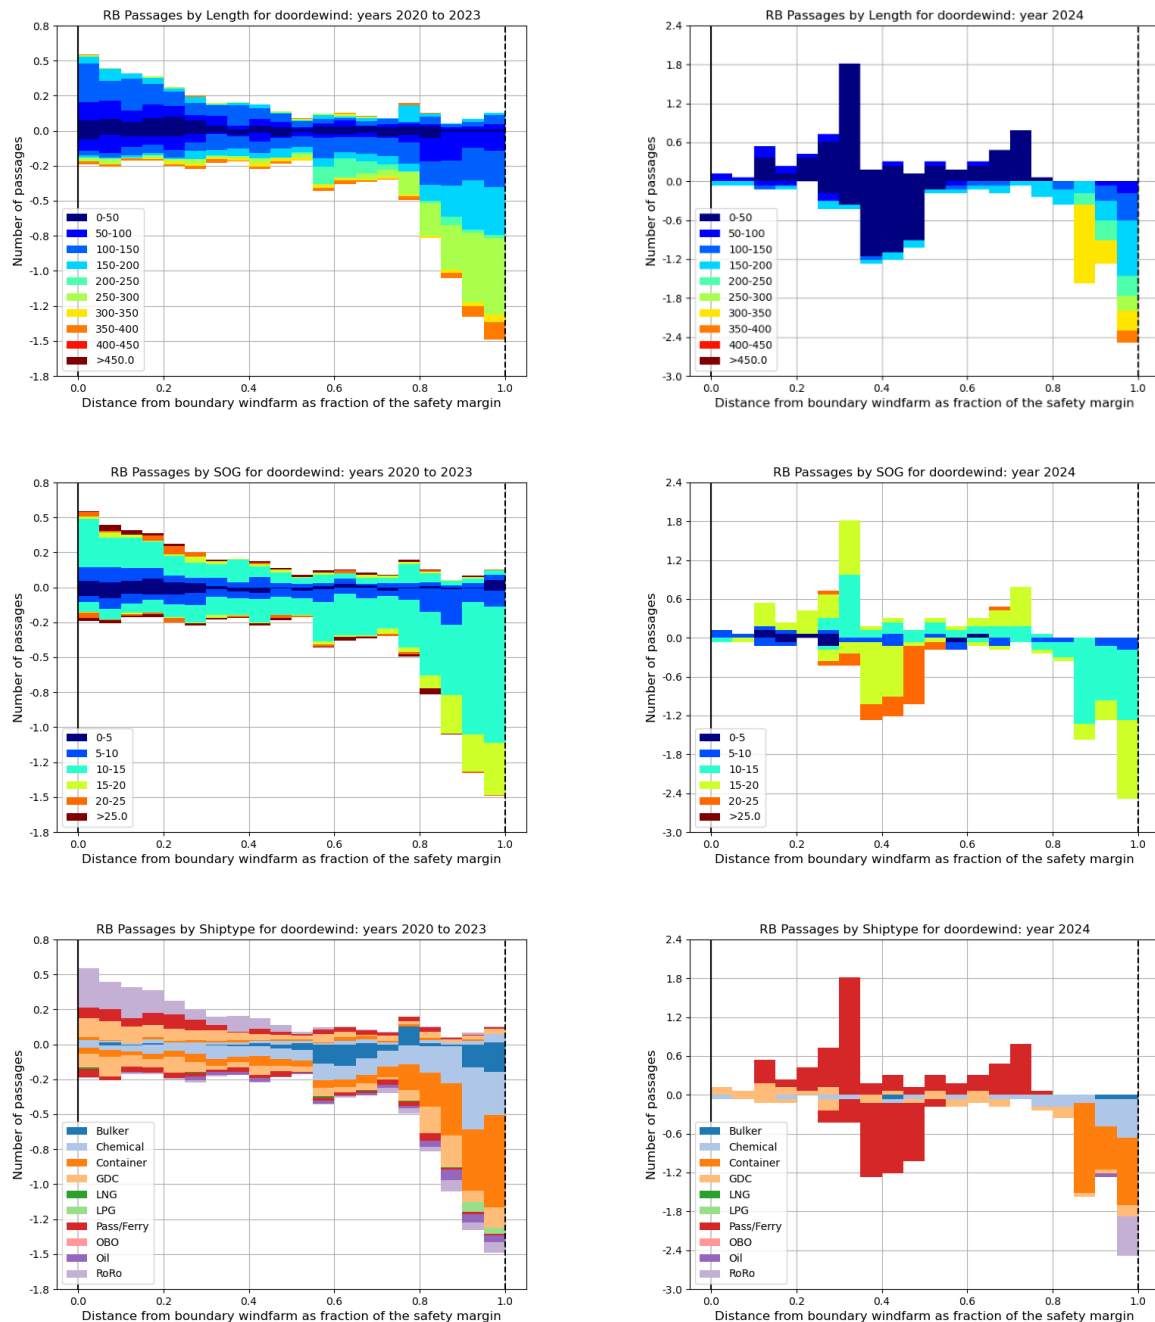 RB Passages by Length for doordewind: years 2020 to 2023
Number of passages
0.8
0.5
0.2
0.0
-0.2
-0.5
-0.8
-1.0
-1.2
-1.5
-1.8
0-50
50-100
100-150
150-200
200-250
250-300
300-350
350-400
400-450
>450.0
0.0 0.2 0.4 0.6 0.8 1.0
Distance from boundary windfarm as fraction of the safety margin
RB Passages by Length for doordewind: year 2024
Number of passages
2.4
1.8
1.2
0.6
0.0
-0.6
-1.2
-1.8
-2.4
-3.0
0-50
50-100
100-150
150-200
200-250
250-300
300-350
350-400
400-450
>450.0
0.0 0.2 0.4 0.6 0.8 1.0
Distance from boundary windfarm as fraction of the safety margin
RB Passages by SOG for doordewind: years 2020 to 2023
Number of passages
0.8
0.5
0.2
0.0
-0.2
-0.5
-0.8
-1.0
-1.2
-1.5
-1.8
0-5
5-10
10-15
15-20
20-25
>25.0
0.0 0.2 0.4 0.6 0.8 1.0
Distance from boundary windfarm as fraction of the safety margin
RB Passages by SOG for doordewind: year 2024
Number of passages
2.4
1.8
1.2
0.6
0.0
-0.6
-1.2
-1.8
-2.4
-3.0
0-5
5-10
10-15
15-20
20-25
>25.0
0.0 0.2 0.4 0.6 0.8 1.0
Distance from boundary windfarm as fraction of the safety margin
RB Passages by Shiptype for doordewind: years 2020 to 2023
Number of passages
0.8
0.5
0.2
0.0
-0.2
-0.5
-0.8
-1.0
-1.2
-1.5
-1.8
Bulker
Chemical
Container
GDC
LNG
LPG
Pass/Ferry
OBO
Oil
RoRo
0.0 0.2 0.4 0.6 0.8 1.0
Distance from boundary windfarm as fraction of the safety margin
RB Passages by Shiptype for doordewind: year 2024
Number of passages
2.4
1.8
1.2
0.6
0.0
-0.6
-1.2
-1.8
-2.4
-3.0
Bulker
Chemical
Container
GDC
LNG
LPG
Pass/Ferry
OBO
Oil
RoRo
0.0 0.2 0.4 0.6 0.8 1.0
Distance from boundary windfarm as fraction of the safety margin